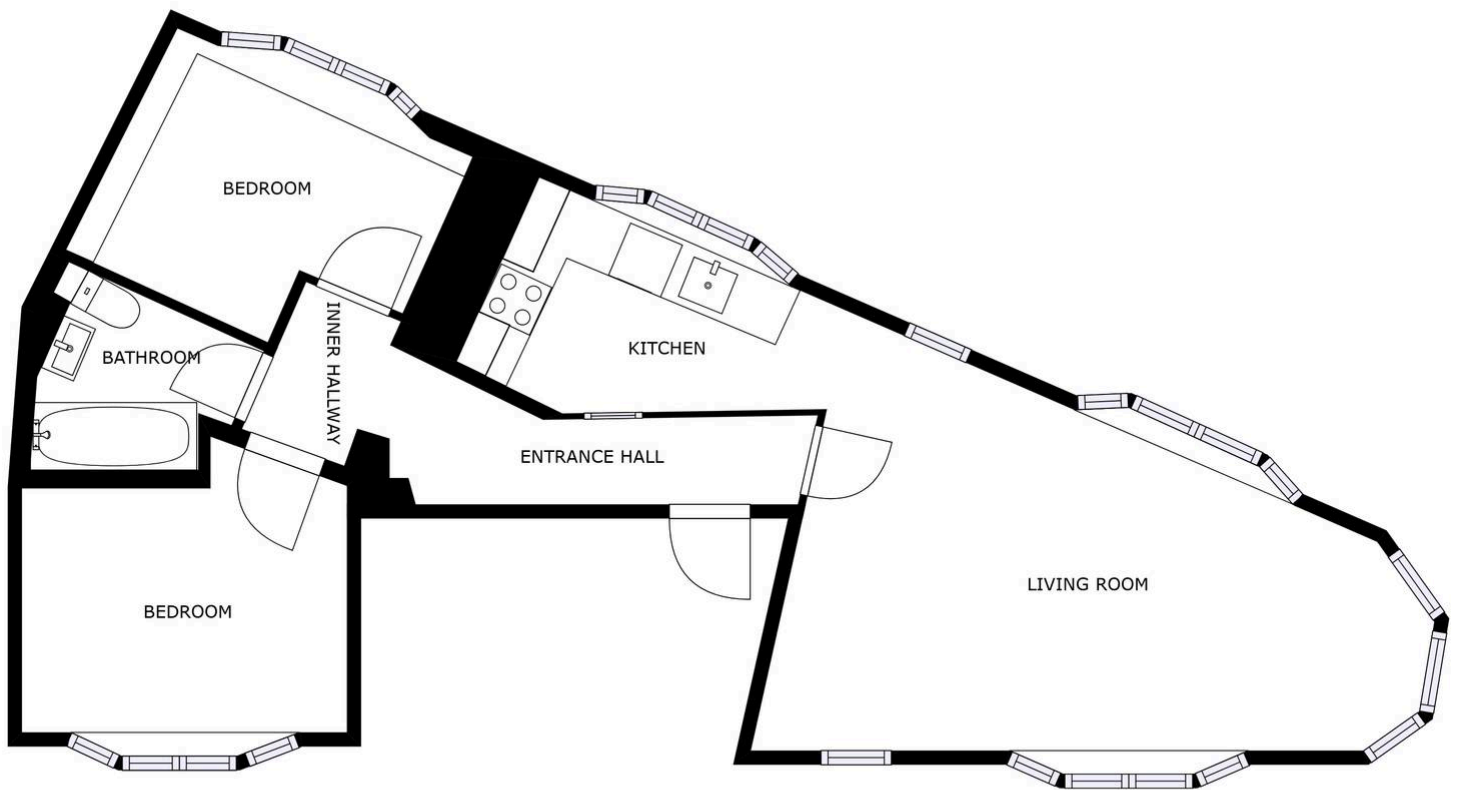 BEDROOM
INNER HALLWAY
BATHROOM
KITCHEN
ENTRANCE HALL
LIVING ROOM
BEDROOM